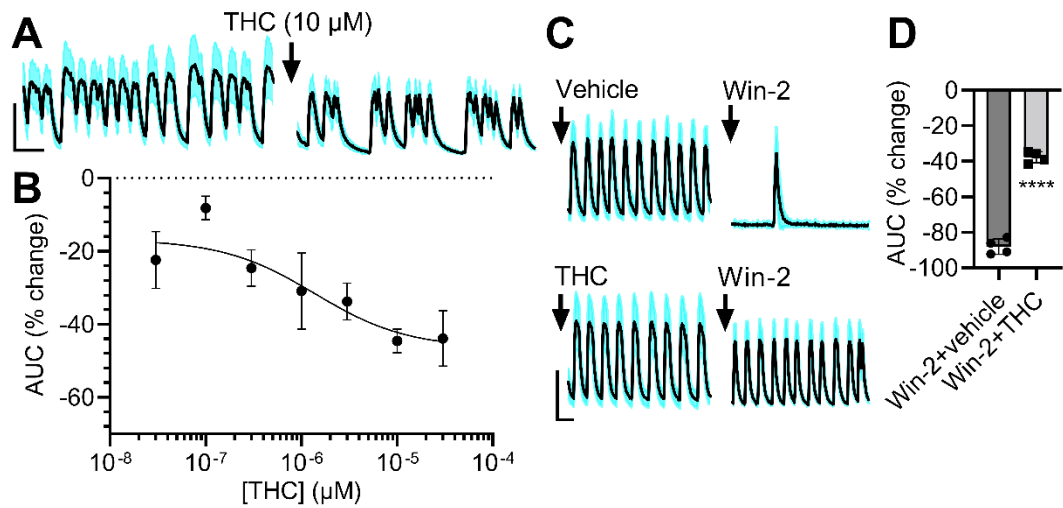 A
THC (10 µM)
B
AUC (% change)
0
-20
-40
-60
10⁻⁸
10⁻⁷
10⁻⁶
10⁻⁵
10⁻⁴
[THC] (µM)
C
Vehicle
Win-2
THC
Win-2
D
AUC (% change)
0
-20
-40
-60
-80
-100
****
Win-2+vehicle
Win-2+THC